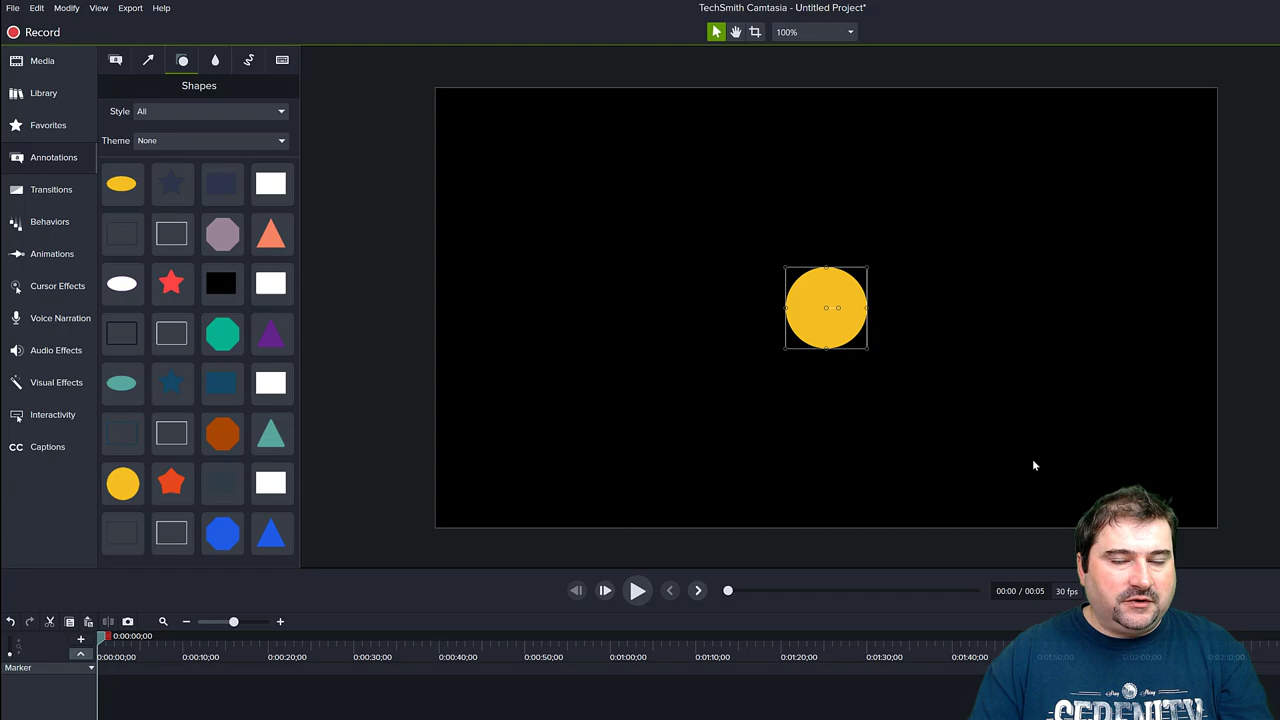 File Edit Modify View Export Help
TechSmith Camtasia - Untitled Project*
Record
100%
Media
Library
Favorites
Annotations
Transitions
Behaviors
Animations
Cursor Effects
Voice Narration
Audio Effects
Visual Effects
Interactivity
CC Captions
Shapes
Style All
Theme None
00:00 / 00:05 30 fps
0:00:00;00
0:00:00;00 0:00:10;00 0:00:20;00 0:00:30;00 0:00:40;00 0:00:50;00 0:01:00;00 0:01:10;00 0:01:20;00 0:01:30;00 0:01:40;00
Marker
SERENITY